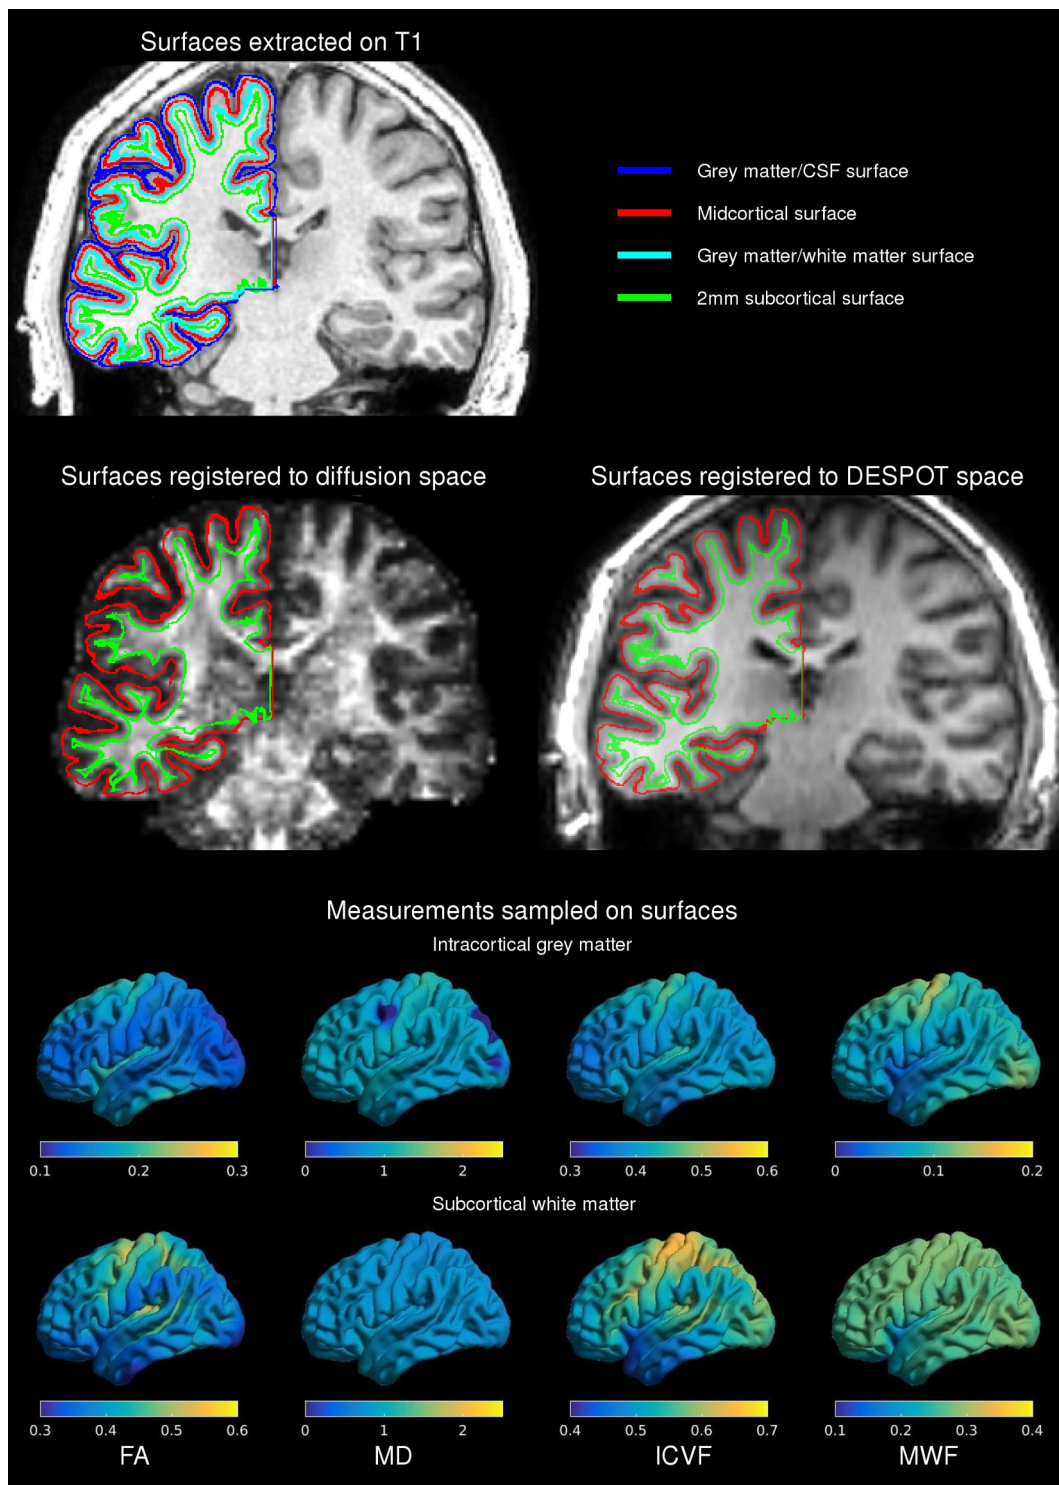 Surfaces extracted on T1
Grey matter/CSF surface
Midcortical surface
Grey matter/white matter surface
2mm subcortical surface
Surfaces registered to diffusion space
Surfaces registered to DESPOT space
Measurements sampled on surfaces
Intracortical grey matter
0.1 0.2 0.3
0 1 2
0.3 0.4 0.5 0.6
0 0.1 0.2
Subcortical white matter
0.3 0.4 0.5 0.6
0 1 2
0.4 0.5 0.6 0.7
0.1 0.2 0.3 0.4
FA MD ICVF MWF